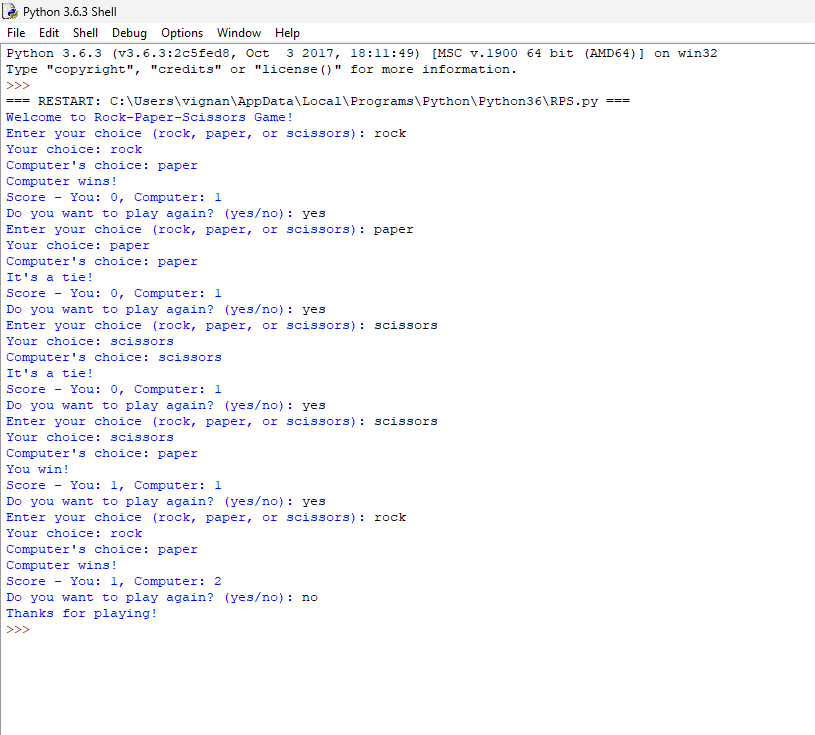 Python 3.6.3 Shell
File Edit Shell Debug Options Window Help
Python 3.6.3 (v3.6.3:2c5fed8, Oct  3 2017, 18:11:49) [MSC v.1900 64 bit (AMD64)] on win32
Type "copyright", "credits" or "license()" for more information.
>>>
=== RESTART: C:\Users\vignan\AppData\Local\Programs\Python\Python36\RPS.py ===
Welcome to Rock-Paper-Scissors Game!
Enter your choice (rock, paper, or scissors): rock
Your choice: rock
Computer's choice: paper
Computer wins!
Score - You: 0, Computer: 1
Do you want to play again? (yes/no): yes
Enter your choice (rock, paper, or scissors): paper
Your choice: paper
Computer's choice: paper
It's a tie!
Score - You: 0, Computer: 1
Do you want to play again? (yes/no): yes
Enter your choice (rock, paper, or scissors): scissors
Your choice: scissors
Computer's choice: scissors
It's a tie!
Score - You: 0, Computer: 1
Do you want to play again? (yes/no): yes
Enter your choice (rock, paper, or scissors): scissors
Your choice: scissors
Computer's choice: paper
You win!
Score - You: 1, Computer: 1
Do you want to play again? (yes/no): yes
Enter your choice (rock, paper, or scissors): rock
Your choice: rock
Computer's choice: paper
Computer wins!
Score - You: 1, Computer: 2
Do you want to play again? (yes/no): no
Thanks for playing!
>>>